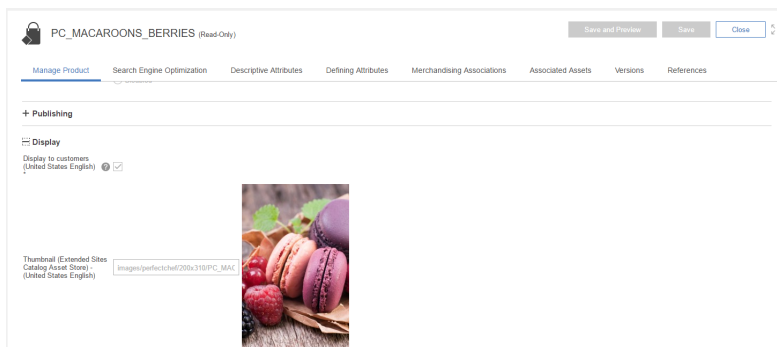 PC_MACAROONS_BERRIES (Read-Only)
Save and Preview Save Close
Manage Product Search Engine Optimization Descriptive Attributes Defining Attributes Merchandising Associations Associated Assets Versions References
+ Publishing
Display
Display to customers
(United States English) ?
*
Thumbnail (Extended Sites
Catalog Asset Store) -
(United States English)
images/perfectchef/200x310/PC_MAC